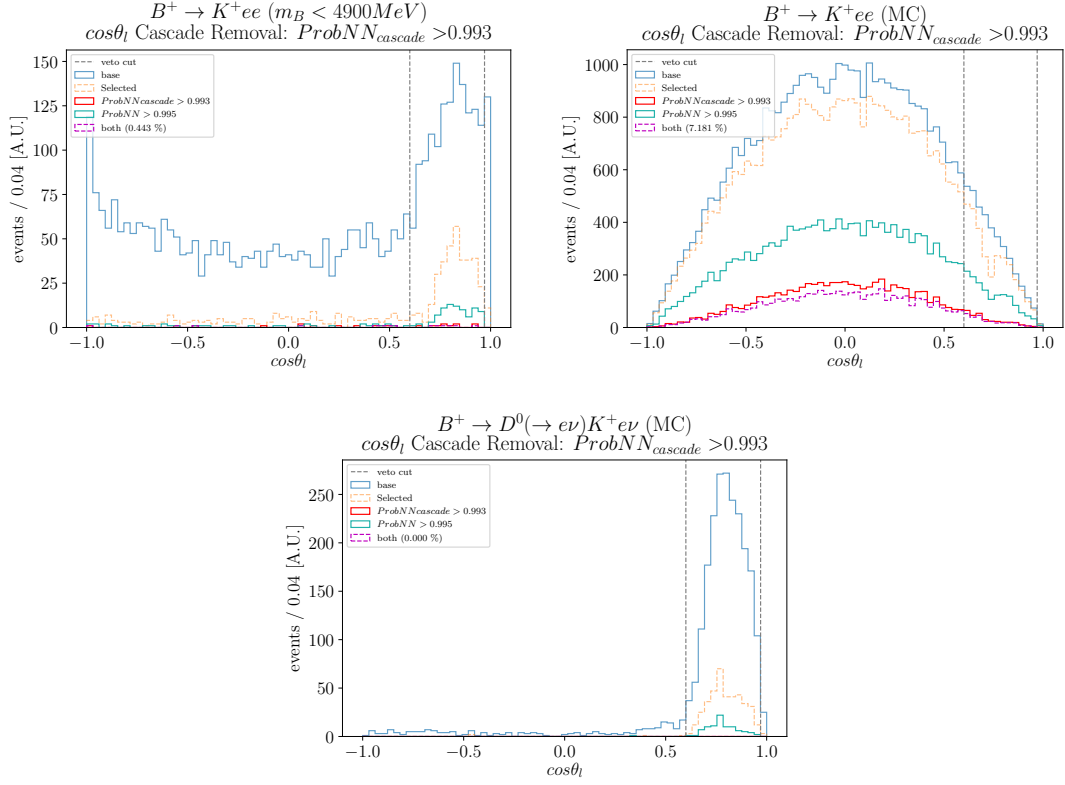 B⁺ → K⁺ee (m_B < 4900MeV)
cosθ_l Cascade Removal: ProbNN_cascade >0.993
veto cut
base
Selected
ProbNNcascade > 0.993
ProbNN > 0.995
both (0.443 %)
150
125
100
75
50
25
0
events / 0.04 [A.U.]
−1.0 −0.5 0.0 0.5 1.0
cosθ_l
B⁺ → K⁺ee (MC)
cosθ_l Cascade Removal: ProbNN_cascade >0.993
veto cut
base
Selected
ProbNNcascade > 0.993
ProbNN > 0.995
both (7.181 %)
1000
800
600
400
200
0
events / 0.04 [A.U.]
−1.0 −0.5 0.0 0.5 1.0
cosθ_l
B⁺ → D⁰(→ eν)K⁺eν (MC)
cosθ_l Cascade Removal: ProbNN_cascade >0.993
veto cut
base
Selected
ProbNNcascade > 0.993
ProbNN > 0.995
both (0.000 %)
250
200
150
100
50
0
events / 0.04 [A.U.]
−1.0 −0.5 0.0 0.5 1.0
cosθ_l